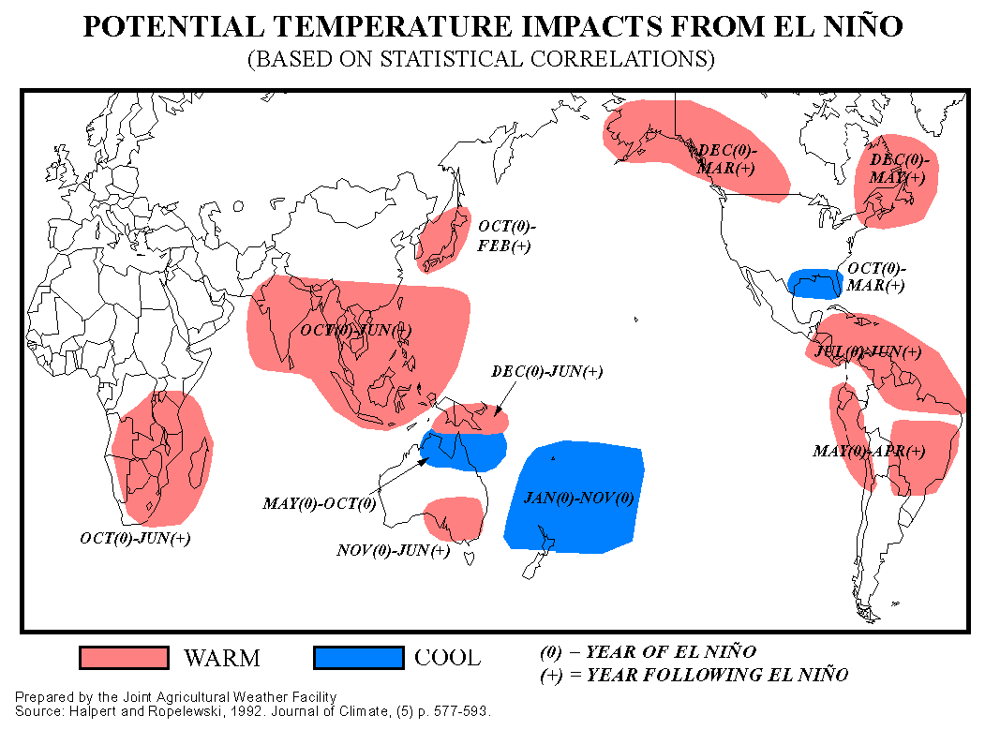 POTENTIAL TEMPERATURE IMPACTS FROM EL NIÑO
(BASED ON STATISTICAL CORRELATIONS)
DEC(0)-
MAR(+)
DEC(0)-
MAY(+)
OCT(0)-
FEB(+)
OCT(0)-
MAR(+)
OCT(0)-JUN(+)
JUL(0)-JUN(+)
DEC(0)-JUN(+)
MAY(0)-APR(+)
MAY(0)-OCT(0)
JAN(0)-NOV(0)
OCT(0)-JUN(+)
NOV(0)-JUN(+)
WARM
COOL
(0) – YEAR OF EL NIÑO
(+) = YEAR FOLLOWING EL NIÑO
Prepared by the Joint Agricultural Weather Facility
Source: Halpert and Ropelewski, 1992. Journal of Climate, (5) p. 577-593.